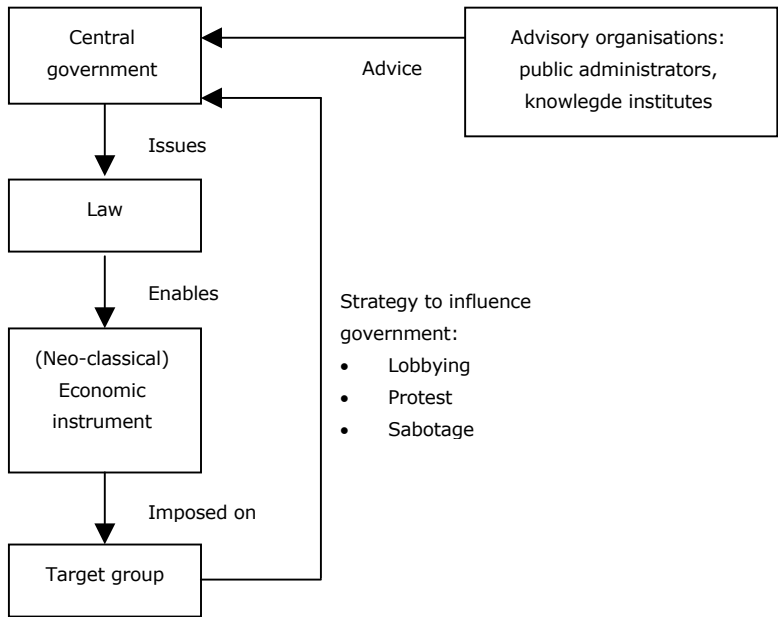 Central
government
Advice
Advisory organisations:
public administrators,
knowlegde institutes
Issues
Law
Enables
Strategy to influence
government:
• Lobbying
• Protest
• Sabotage
(Neo-classical)
Economic
instrument
Imposed on
Target group